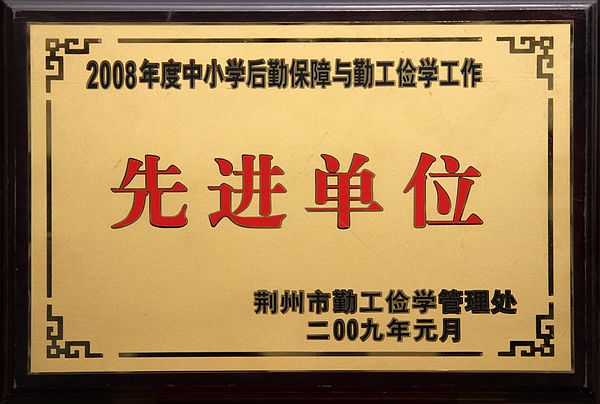 2008年度中小学后勤保障与勤工俭学工作
先进单位
荆州市勤工俭学管理处
二00九年元月